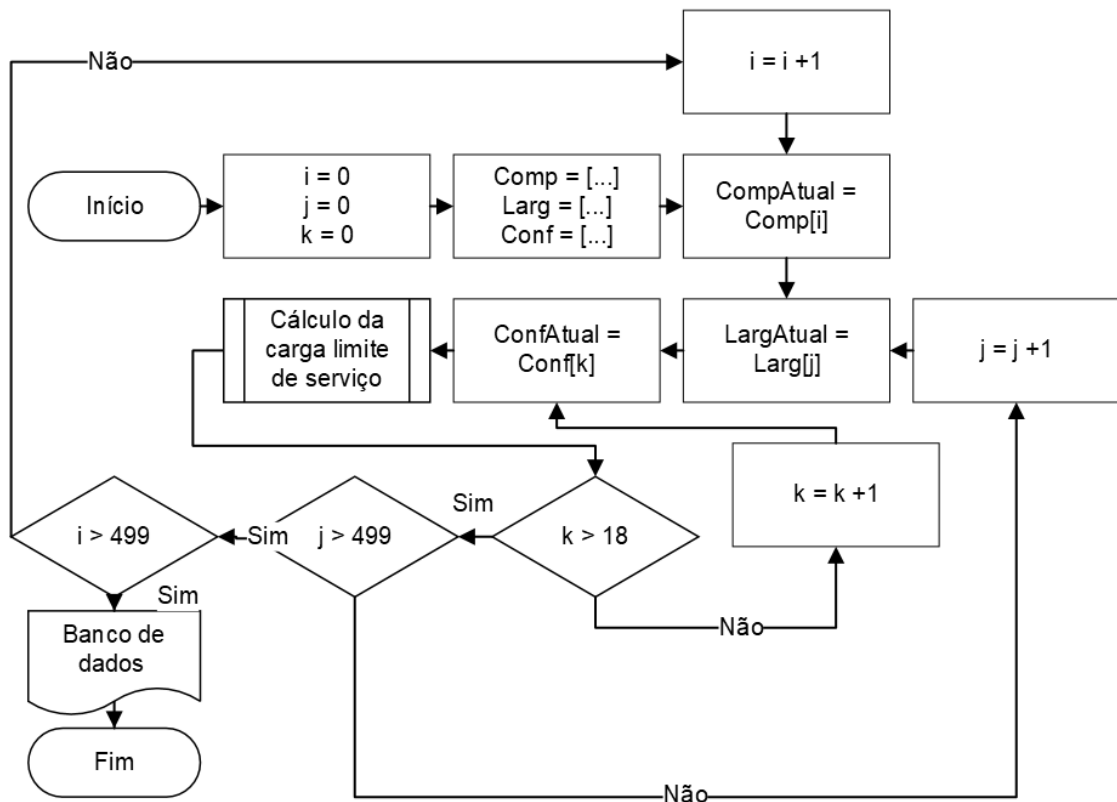 Não
i = i +1
Início
i = 0
j = 0
k = 0
Comp = [...]
Larg = [...]
Conf = [...]
CompAtual =
Comp[i]
Cálculo da
carga limite
de serviço
ConfAtual =
Conf[k]
LargAtual =
Larg[j]
j = j +1
k = k +1
i > 499
Sim
j > 499
Sim
k > 18
Não
Sim
Banco de
dados
Fim
Não